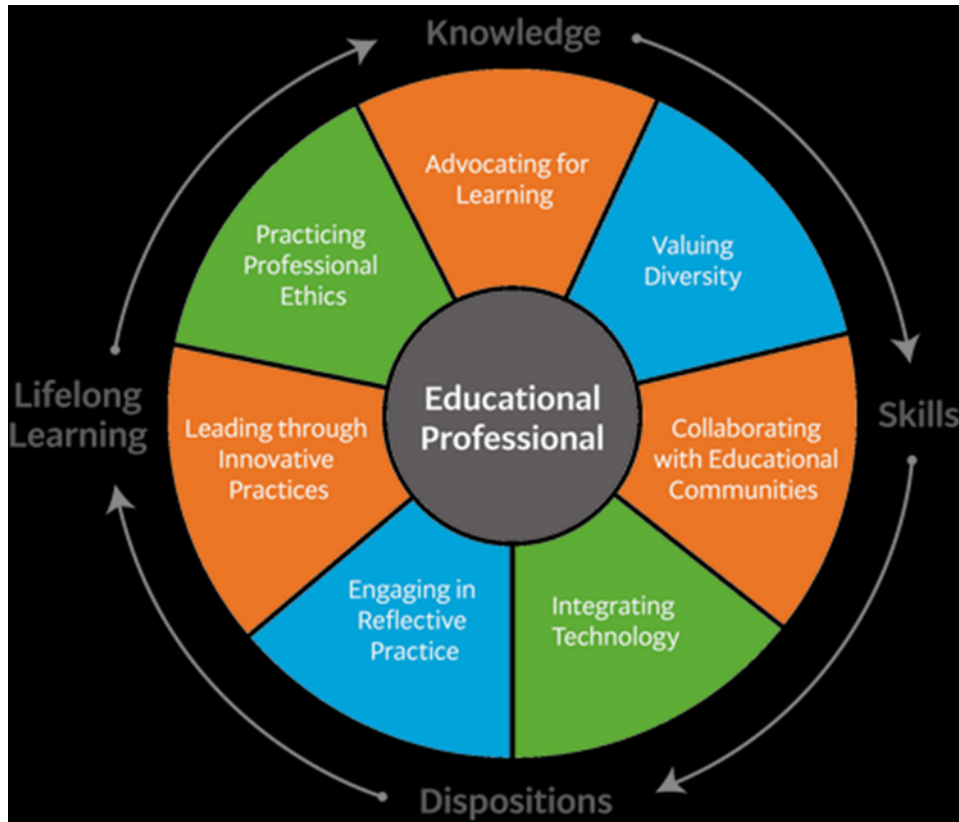 Knowledge
Advocating for
Learning
Valuing
Diversity
Collaborating
with Educational
Communities
Skills
Integrating
Technology
Dispositions
Engaging in
Reflective
Practice
Leading through
Innovative
Practices
Lifelong
Learning
Practicing
Professional
Ethics
Educational
Professional